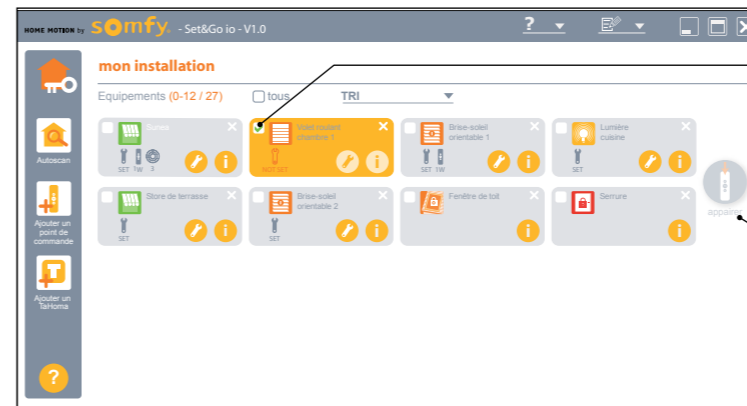 HOME MOTION by somfy. - Set&Go io - V1.0 ?
mon installation
Equipements (0-12 / 27) tous TRI
Volet roulant
chambre 1
NOT SET
Brise-soleil
orientable 1
SET 1W
Lumière
cuisine
SET
SET 1W 3
Store de terrasse
SET
Brise-soleil
orientable 2
SET
Fenêtre de toit
Serrure
Autoscan
Ajouter un
point de
commande
Ajouter un
TaHoma
?